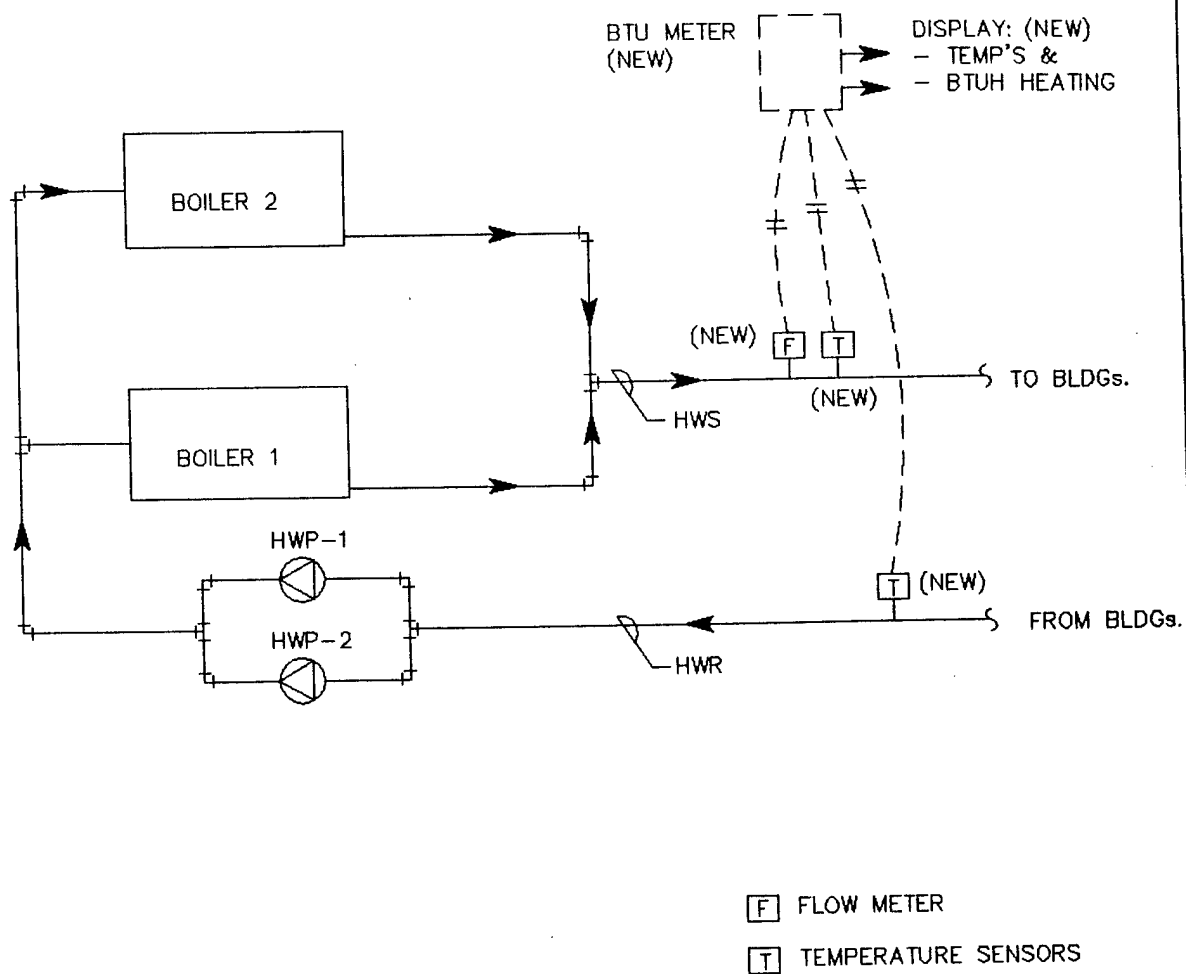 BTU METER
(NEW)
DISPLAY: (NEW)
- TEMP'S &
- BTUH HEATING
BOILER 2
(NEW)
F
T
(NEW)
TO BLDGs.
HWS
BOILER 1
HWP-1
T
(NEW)
FROM BLDGs.
HWP-2
HWR
F FLOW METER
T TEMPERATURE SENSORS